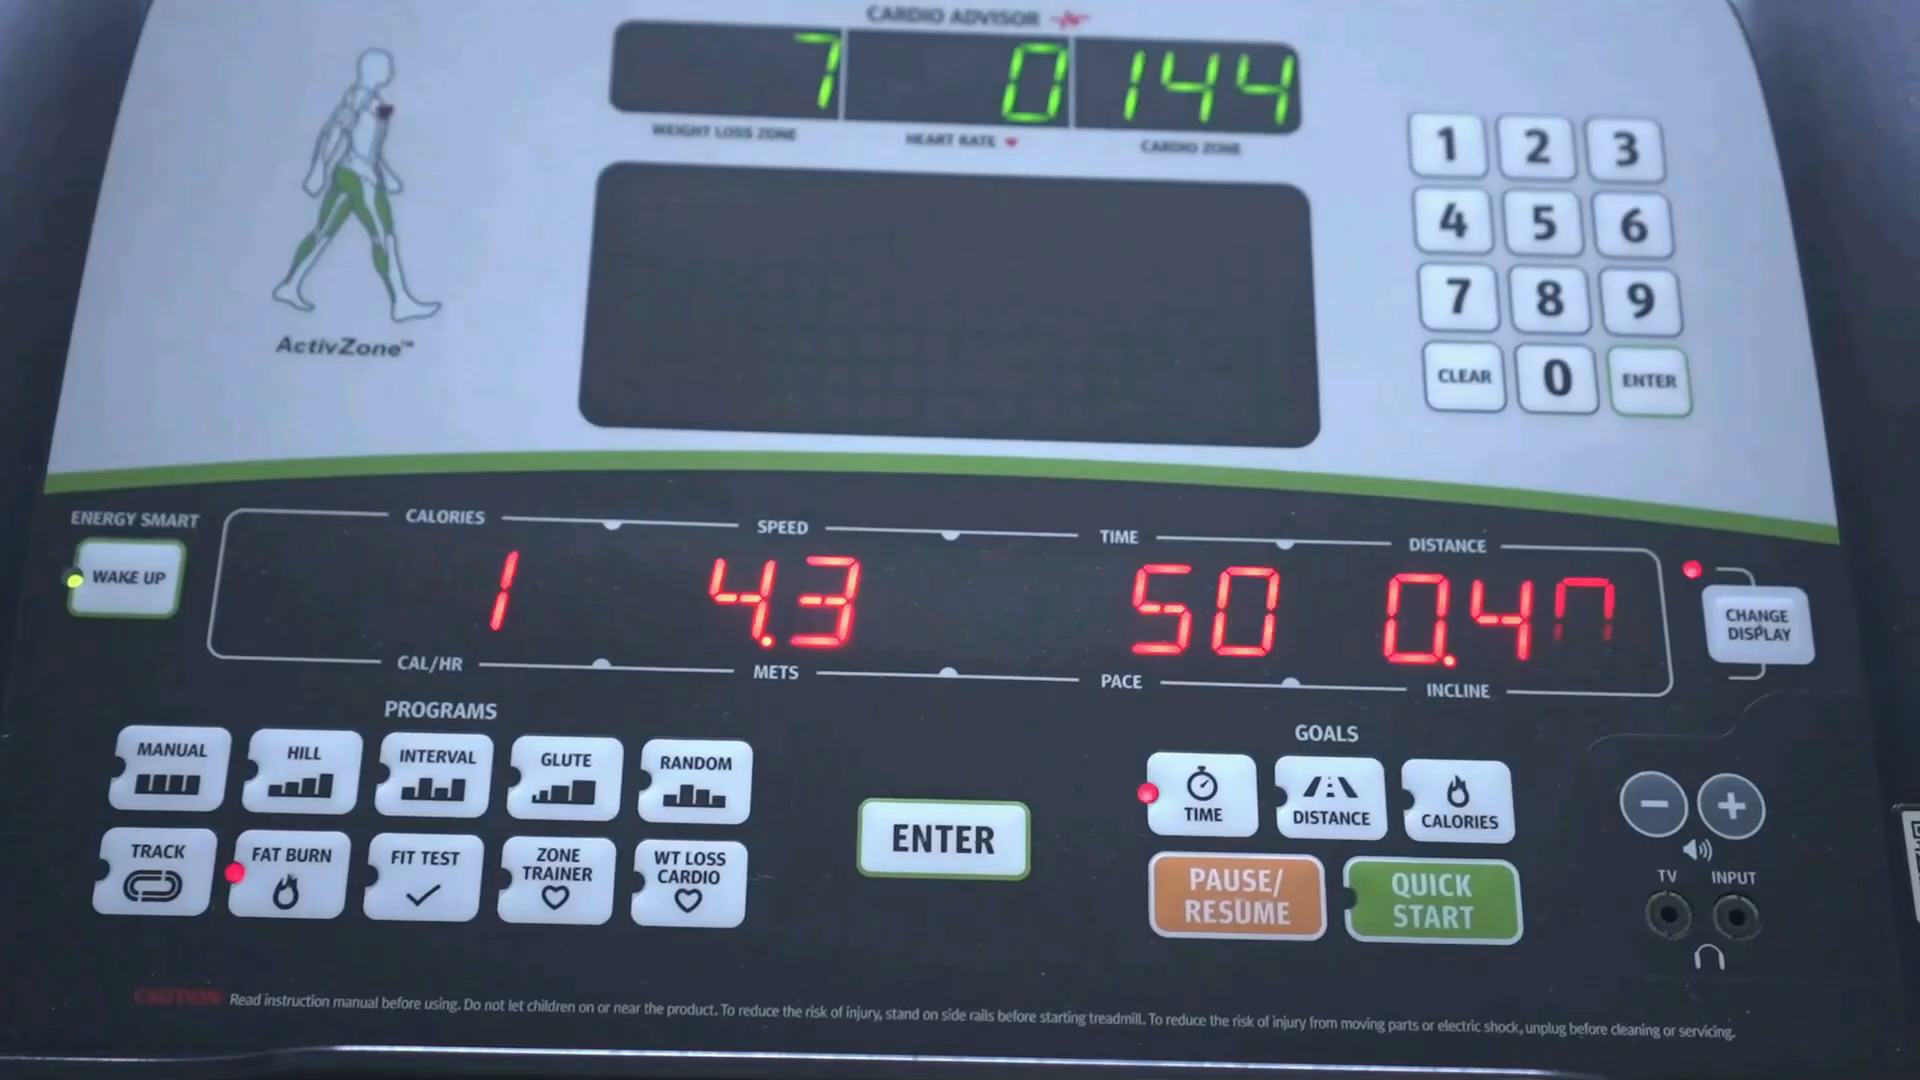 CARDIO ADVISOR
7 0 144
WEIGHT LOSS ZONE HEART RATE CARDIO ZONE
ActivZone™
1 2 3
4 5 6
7 8 9
CLEAR 0 ENTER
ENERGY SMART
WAKE UP
CALORIES SPEED TIME DISTANCE
1 4.3 50
CAL/HR METS PACE INCLINE
CHANGE
DISPLAY
PROGRAMS
MANUAL HILL INTERVAL GLUTE RANDOM
TRACK FAT BURN FIT TEST ZONE
TRAINER WT LOSS
CARDIO
ENTER
GOALS
TIME DISTANCE CALORIES
PAUSE/
RESUME
QUICK
START
− +
TV INPUT
CAUTION Read instruction manual before using. Do not let children on or near the product. To reduce the risk of injury, stand on side rails before starting treadmill. To reduce the risk of injury from moving parts or electric shock, unplug before cleaning or servicing.